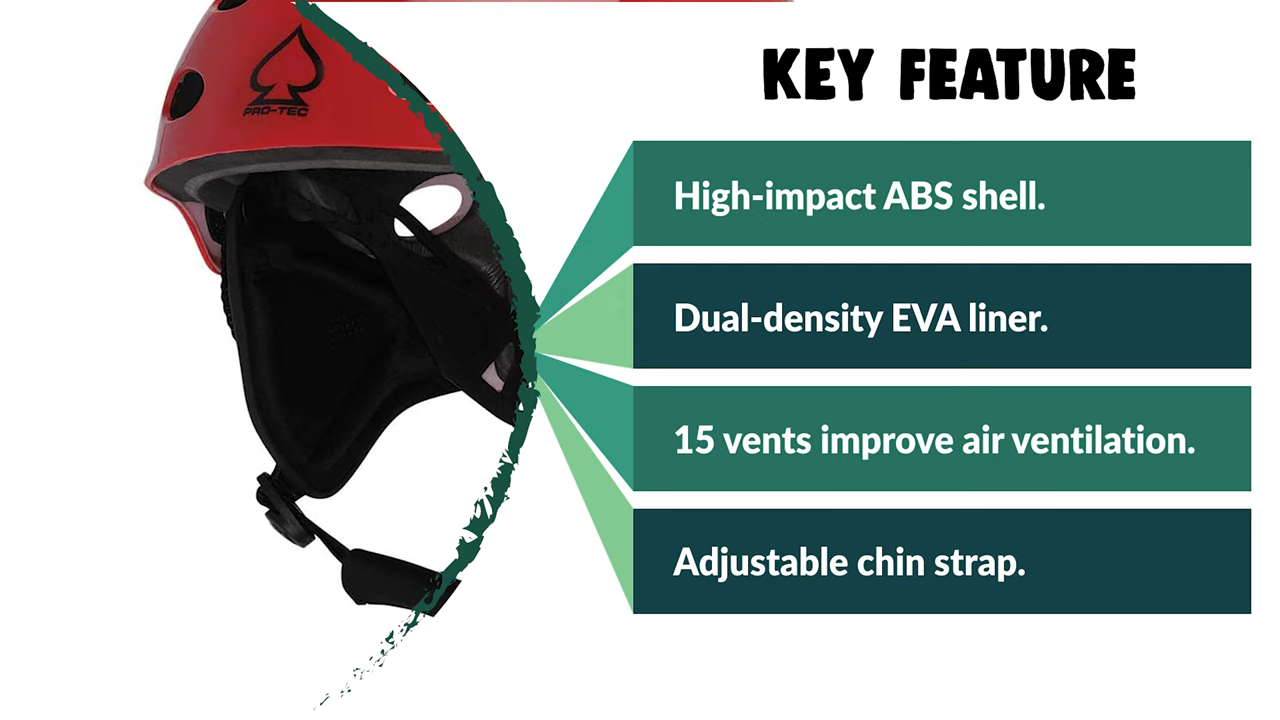 PRO-TEC
KEY FEATURE
High-impact ABS shell.
Dual-density EVA liner.
15 vents improve air ventilation.
Adjustable chin strap.